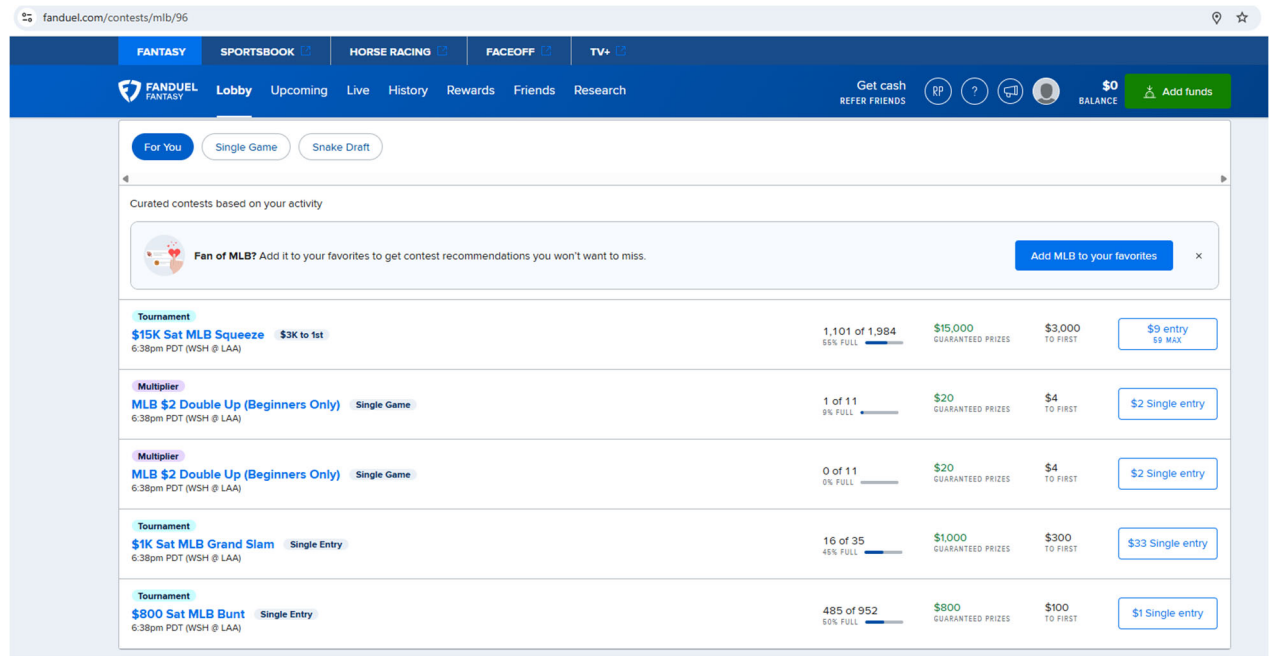 fanduel.com/contests/mlb/96
FANTASY SPORTSBOOK HORSE RACING FACEOFF TV+
FANDUEL FANTASY Lobby Upcoming Live History Rewards Friends Research Get cash REFER FRIENDS RP ? $0 BALANCE Add funds
For You Single Game Snake Draft
Curated contests based on your activity
Fan of MLB? Add it to your favorites to get contest recommendations you won't want to miss. Add MLB to your favorites ×
Tournament
$15K Sat MLB Squeeze $3K to 1st
6:38pm PDT (WSH @ LAA)
1,101 of 1,984 $15,000 $3,000 $9 entry
55% FULL GUARANTEED PRIZES TO FIRST 59 MAX
Multiplier
MLB $2 Double Up (Beginners Only) Single Game
6:38pm PDT (WSH @ LAA)
1 of 11 $20 $4 $2 Single entry
9% FULL GUARANTEED PRIZES TO FIRST
Multiplier
MLB $2 Double Up (Beginners Only) Single Game
6:38pm PDT (WSH @ LAA)
0 of 11 $20 $4 $2 Single entry
0% FULL GUARANTEED PRIZES TO FIRST
Tournament
$1K Sat MLB Grand Slam Single Entry
6:38pm PDT (WSH @ LAA)
16 of 35 $1,000 $300 $33 Single entry
45% FULL GUARANTEED PRIZES TO FIRST
Tournament
$800 Sat MLB Bunt Single Entry
6:38pm PDT (WSH @ LAA)
485 of 952 $800 $100 $1 Single entry
50% FULL GUARANTEED PRIZES TO FIRST